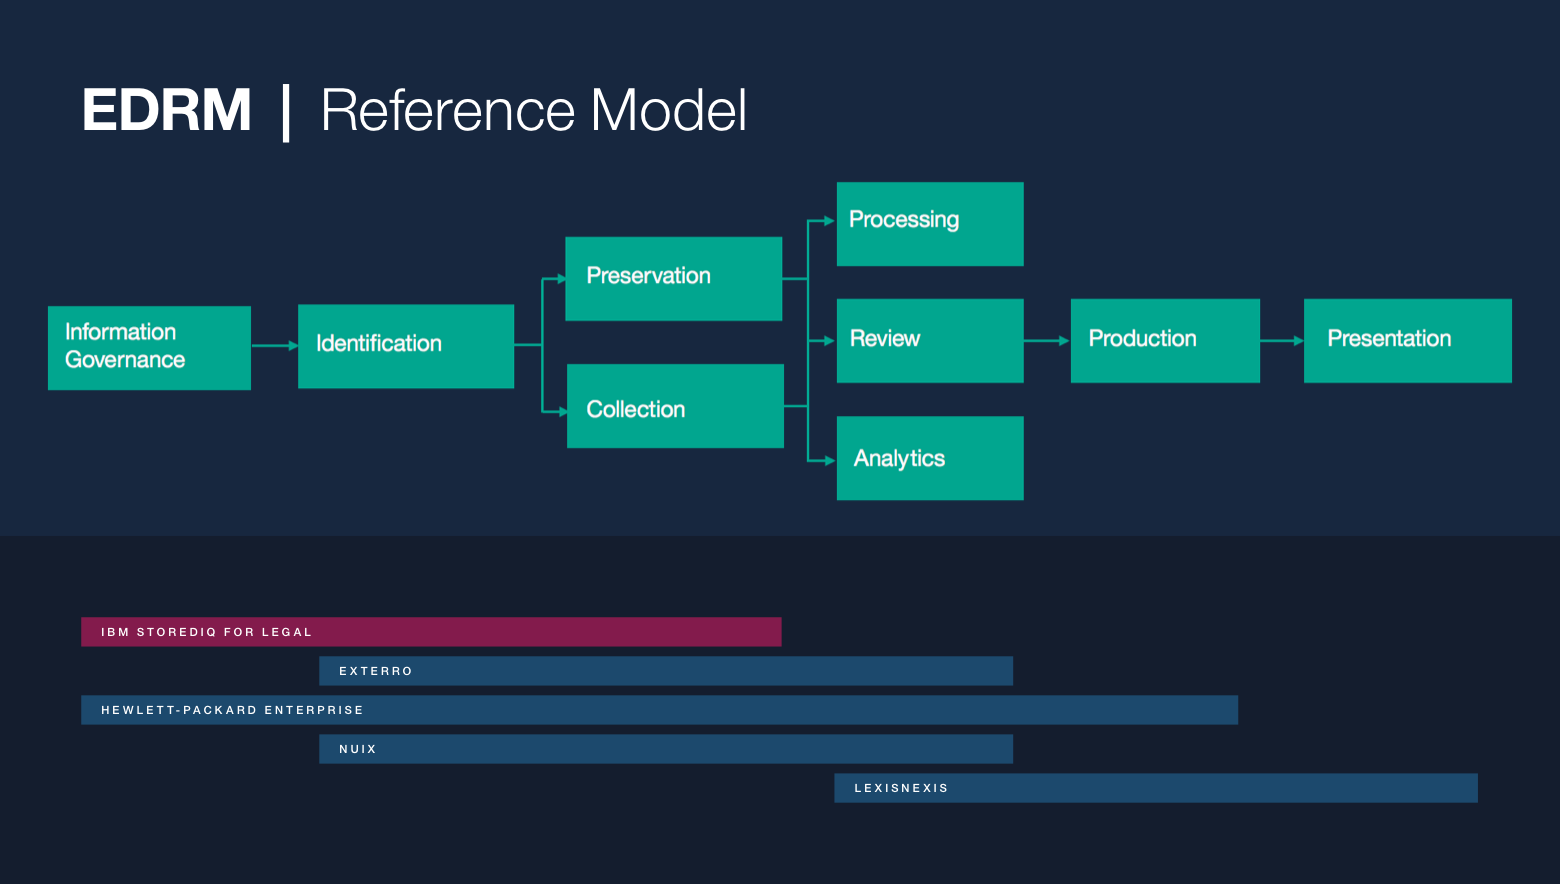 EDRM | Reference Model
Information
Governance
Identification
Preservation
Collection
Processing
Review
Analytics
Production
Presentation
IBM STOREDIQ FOR LEGAL
EXTERRO
HEWLETT-PACKARD ENTERPRISE
NUIX
LEXISNEXIS